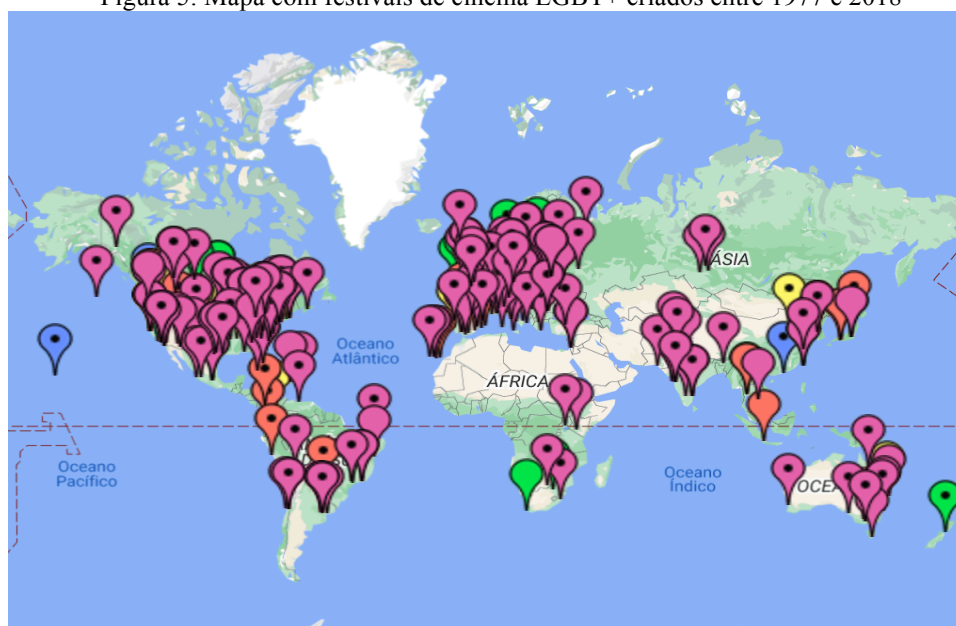 Figura 5: Mapa com festivais de cinema LGBT+ criados entre 1977 e 2018
ÁSIA
Oceano
Atlântico
ÁFRICA
Oceano
Pacífico
Oceano
Índico
OCEA